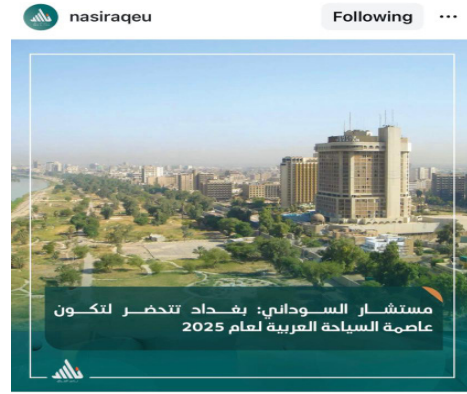 nasiraqeu
Following
مستشار السوداني: بغداد تتحضر لتكون
عاصمة السياحة العربية لعام 2025